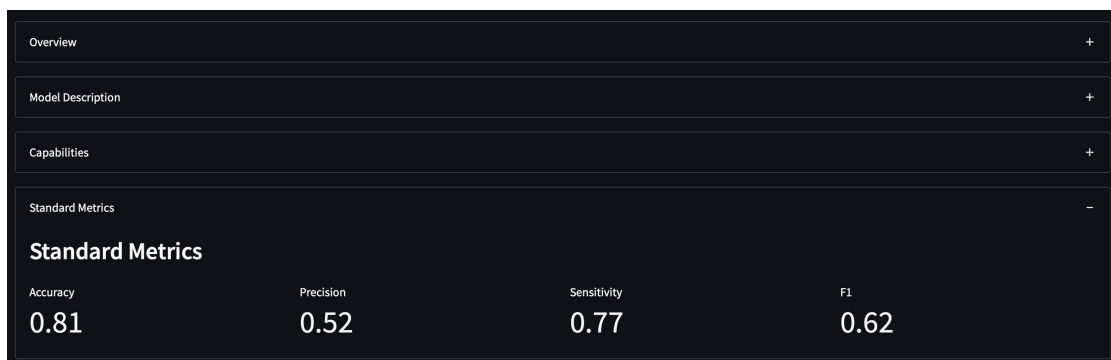 Overview +
Model Description +
Capabilities +
Standard Metrics −
Standard Metrics
Accuracy Precision Sensitivity F1
0.81 0.52 0.77 0.62